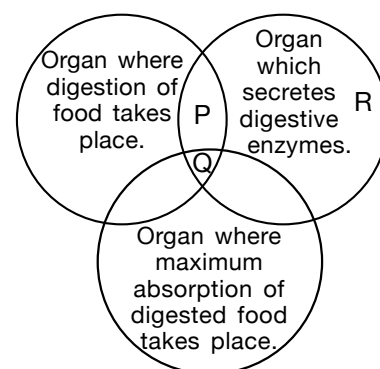 Organ where
digestion of
food takes
place.
P
Organ
which
secretes
digestive
enzymes.
R
Q
Organ where
maximum
absorption of
digested food
takes place.